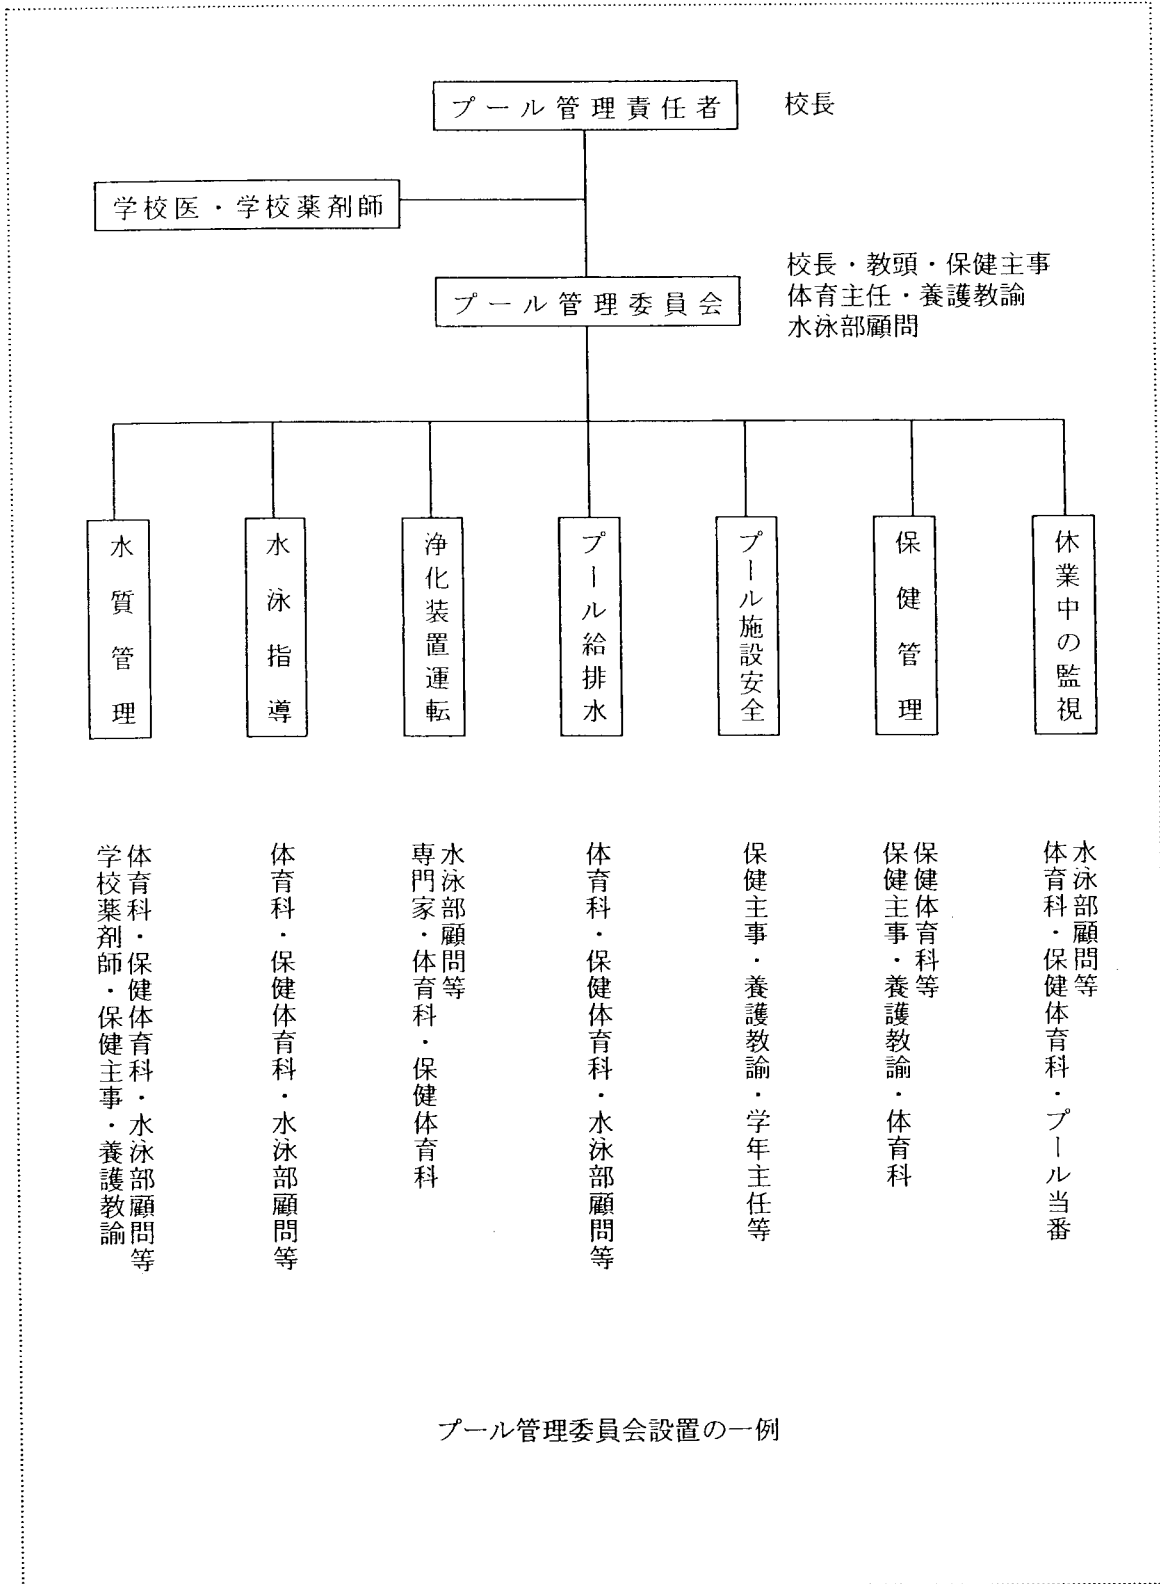 プール管理責任者
校長
学校医・学校薬剤師
プール管理委員会
校長・教頭・保健主事
体育主任・養護教諭
水泳部顧問
水質管理
水泳指導
浄化装置運転
プール給排水
プール施設安全
保健管理
休業中の監視
学校薬剤師・保健主事・養護教諭
体育科・保健体育科・水泳部顧問等
体育科・保健体育科・水泳部顧問等
専門家・体育科・保健体育科
水泳部顧問等
体育科・保健体育科・水泳部顧問等
保健主事・養護教諭・学年主任等
保健主事・養護教諭・体育科
保健体育科等
体育科・保健体育科・プール当番
水泳部顧問等
プール管理委員会設置の一例